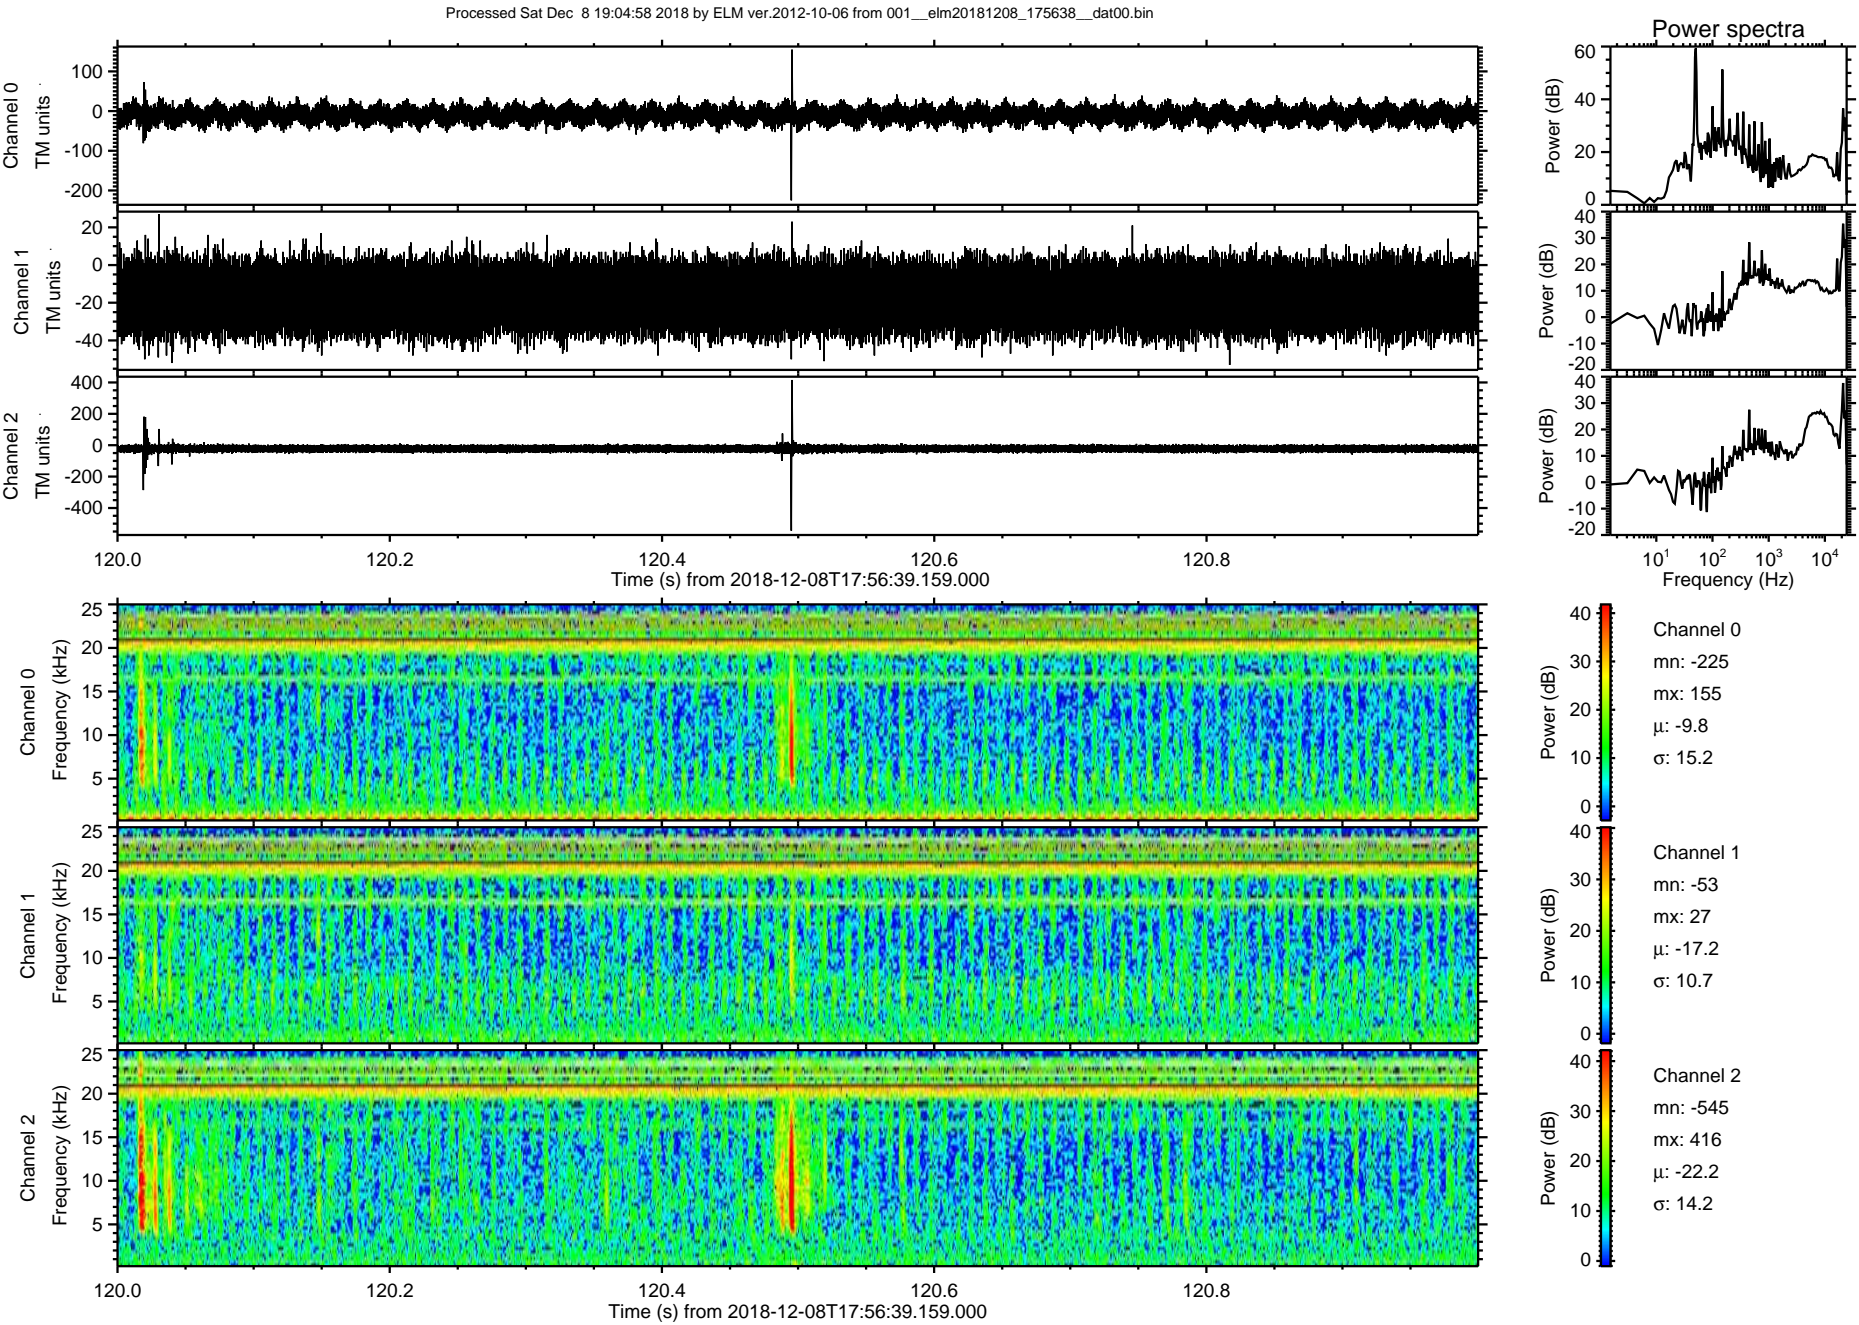 Processed Sat Dec  8 19:04:58 2018 by ELM ver.2012-10-06 from 001__elm20181208_175638__dat00.bin
Power spectra
Channel 0
TM units
100
0
-100
-200
Power (dB)
60
40
20
0
Channel 1
TM units
20
0
-20
-40
Power (dB)
40
30
20
10
0
-10
-20
Channel 2
TM units
400
200
0
-200
-400
Power (dB)
40
30
20
10
0
-10
-20
120.0 120.2 120.4 120.6 120.8
Time (s) from 2018-12-08T17:56:39.159.000
10¹ 10² 10³ 10⁴
Frequency (Hz)
Channel 0
Frequency (kHz)
25
20
15
10
5
Power (dB)
40
30
20
10
0
Channel 0
mn: -225
mx: 155
μ: -9.8
σ: 15.2
Channel 1
Frequency (kHz)
25
20
15
10
5
Power (dB)
40
30
20
10
0
Channel 1
mn: -53
mx: 27
μ: -17.2
σ: 10.7
Channel 2
Frequency (kHz)
25
20
15
10
5
Power (dB)
40
30
20
10
0
Channel 2
mn: -545
mx: 416
μ: -22.2
σ: 14.2
120.0 120.2 120.4 120.6 120.8
Time (s) from 2018-12-08T17:56:39.159.000